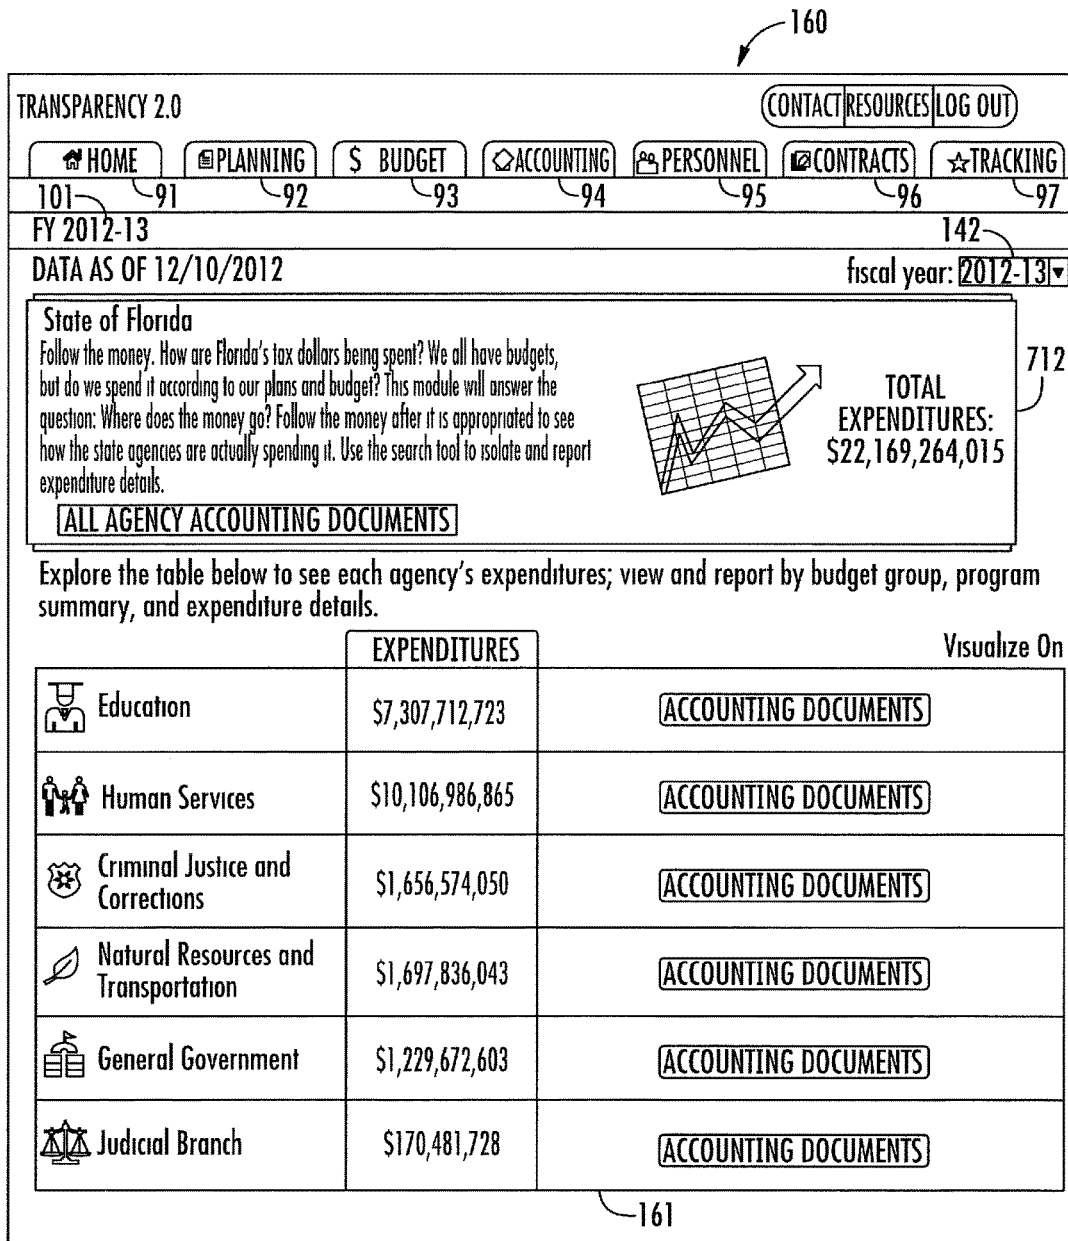 160
TRANSPARENCY 2.0
CONTACT RESOURCES LOG OUT
HOME PLANNING $ BUDGET ACCOUNTING PERSONNEL CONTRACTS TRACKING
101 91 92 93 94 95 96 97
FY 2012-13 142
DATA AS OF 12/10/2012 fiscal year: 2012-13
State of Florida
Follow the money. How are Florida's tax dollars being spent? We all have budgets,
but do we spend it according to our plans and budget? This module will answer the
question: Where does the money go? Follow the money after it is appropriated to see
how the state agencies are actually spending it. Use the search tool to isolate and report
expenditure details.
ALL AGENCY ACCOUNTING DOCUMENTS
TOTAL
EXPENDITURES:
$22,169,264,015
712
Explore the table below to see each agency's expenditures; view and report by budget group, program
summary, and expenditure details.
EXPENDITURES Visualize On
Education $7,307,712,723 ACCOUNTING DOCUMENTS
Human Services $10,106,986,865 ACCOUNTING DOCUMENTS
Criminal Justice and
Corrections $1,656,574,050 ACCOUNTING DOCUMENTS
Natural Resources and
Transportation $1,697,836,043 ACCOUNTING DOCUMENTS
General Government $1,229,672,603 ACCOUNTING DOCUMENTS
Judicial Branch $170,481,728 ACCOUNTING DOCUMENTS
161